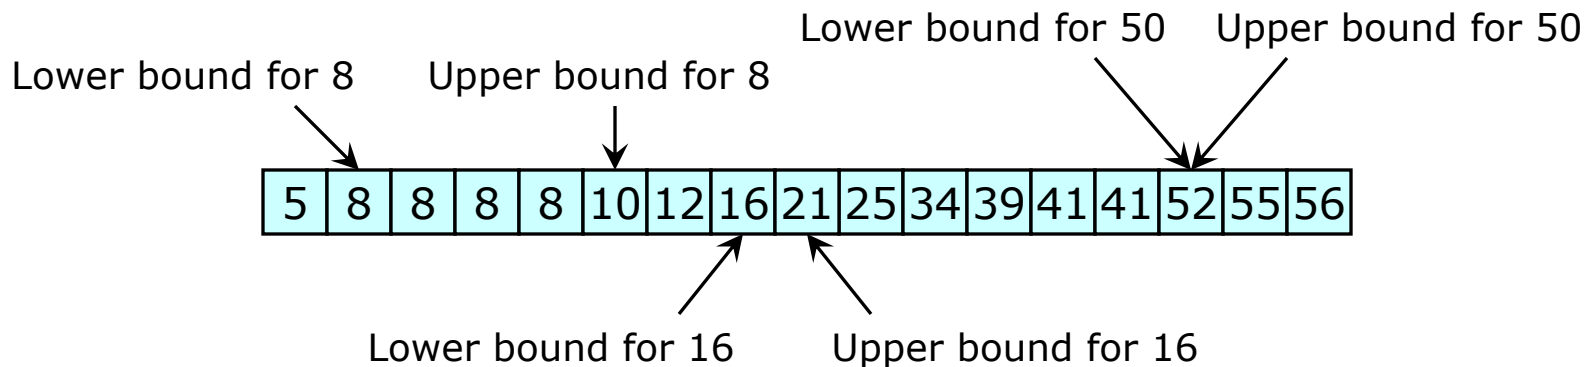 Lower bound for 50 Upper bound for 50
Lower bound for 8 Upper bound for 8
5 8 8 8 8 10 12 16 21 25 34 39 41 41 52 55 56
Lower bound for 16 Upper bound for 16